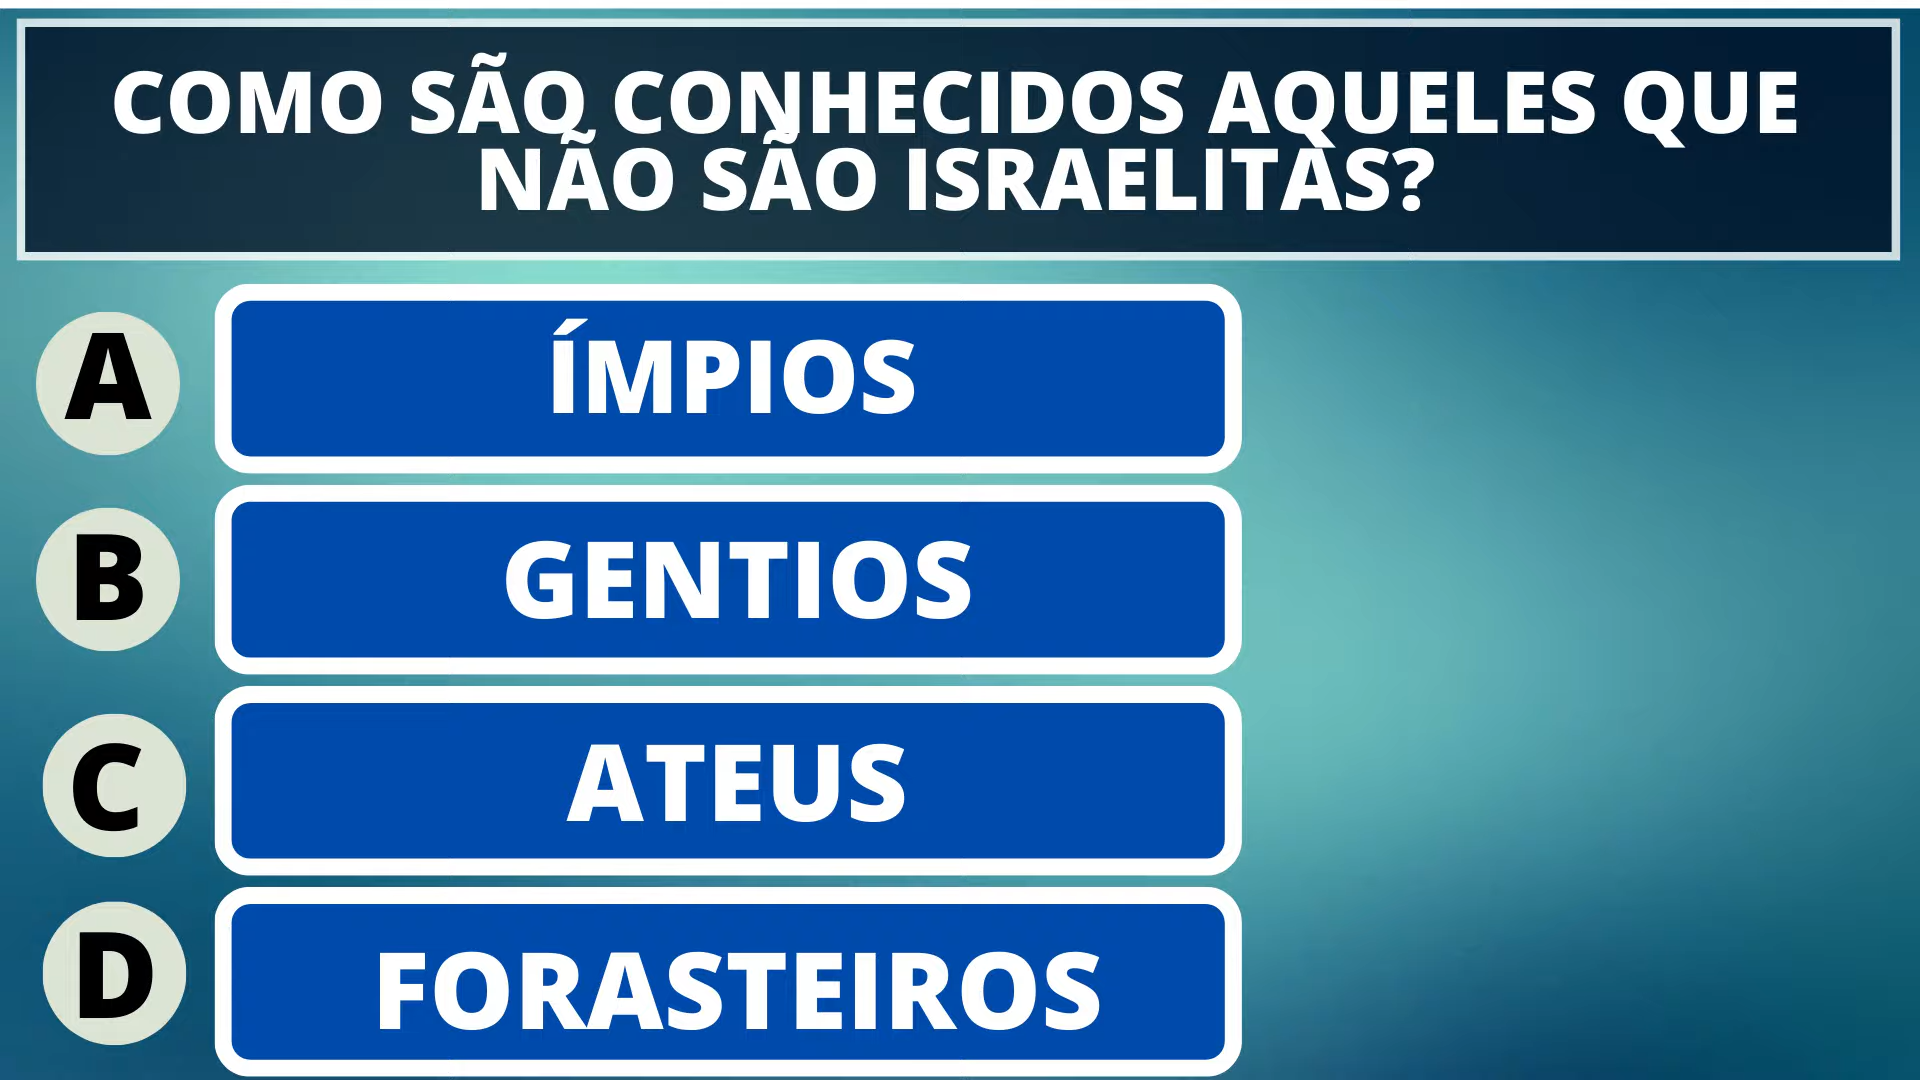 COMO SÃO CONHECIDOS AQUELES QUE
NÃO SÃO ISRAELITAS?
A
ÍMPIOS
B
GENTIOS
C
ATEUS
D
FORASTEIROS